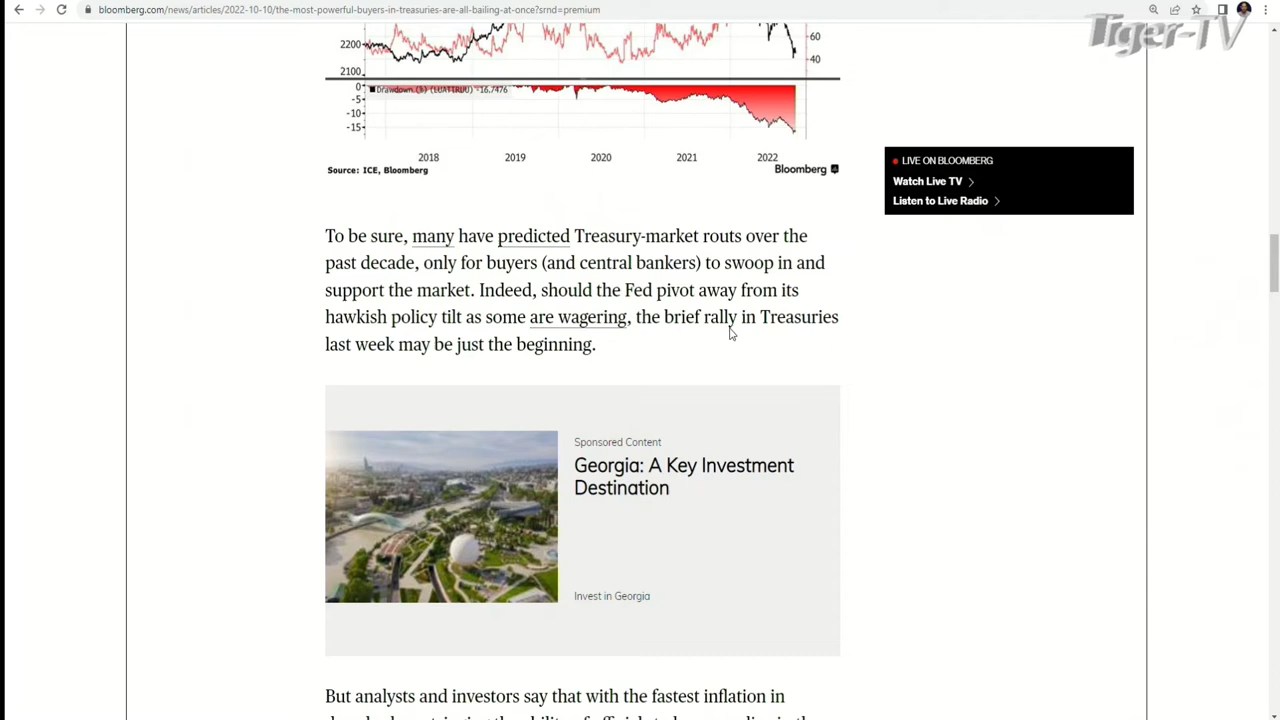 bloomberg.com/news/articles/2022-10-10/the-most-powerful-buyers-in-treasuries-are-all-bailing-at-once?srnd=premium
Tiger-TV
2200
2100
60
40
Drawdown (%) (LUATTRUU) -16.7476
0
-5
-10
-15
2018 2019 2020 2021 2022
Source: ICE, Bloomberg
Bloomberg
LIVE ON BLOOMBERG
Watch Live TV
Listen to Live Radio
To be sure, many have predicted Treasury-market routs over the
past decade, only for buyers (and central bankers) to swoop in and
support the market. Indeed, should the Fed pivot away from its
hawkish policy tilt as some are wagering, the brief rally in Treasuries
last week may be just the beginning.
Sponsored Content
Georgia: A Key Investment
Destination
Invest in Georgia
But analysts and investors say that with the fastest inflation in